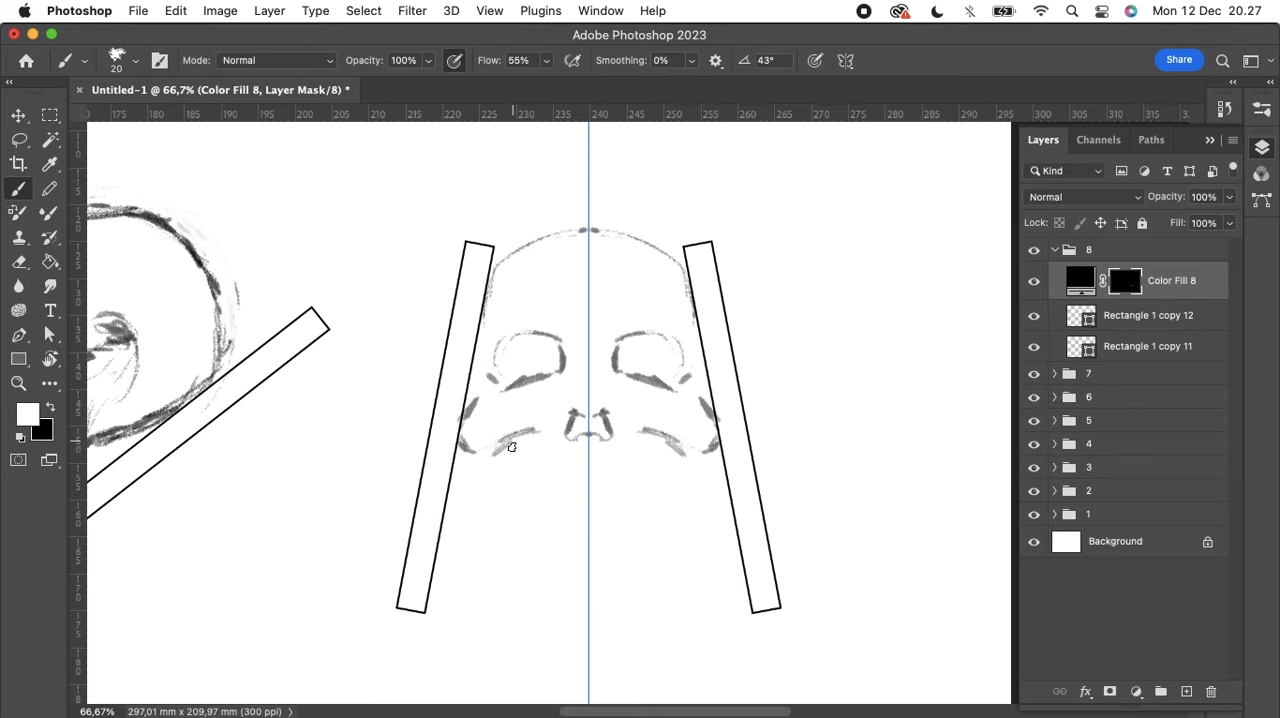 Photoshop File Edit Image Layer Type Select Filter 3D View Plugins Window Help Mon 12 Dec 20.27
Adobe Photoshop 2023
20 Mode: Normal Opacity: 100% Flow: 55% Smoothing: 0% 43° Share
Untitled-1 @ 66,7% (Color Fill 8, Layer Mask/8) *
175 180 185 190 195 200 205 210 215 220 225 230 235 240 245 250 255 260 265 270 275 280 285 290 295 300 305 310 315
Layers Channels Paths
Kind
Normal Opacity: 100%
Lock: Fill: 100%
8
Color Fill 8
Rectangle 1 copy 12
Rectangle 1 copy 11
7
6
5
4
3
2
1
Background
66,67% 297,01 mm x 209,97 mm (300 ppi)